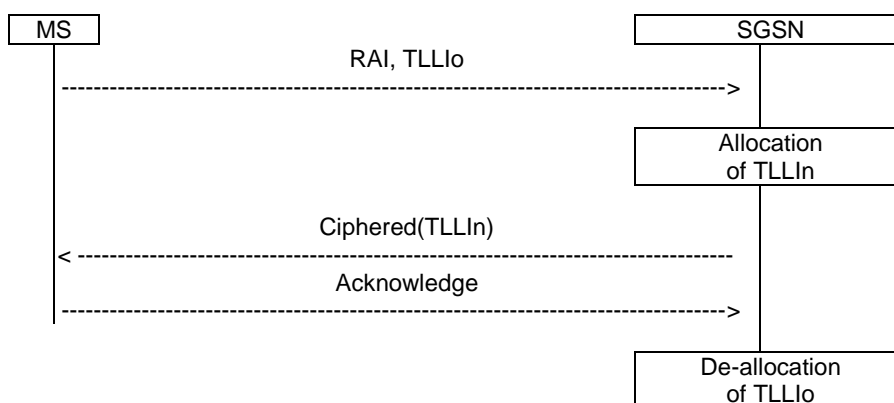 MS
SGSN
RAI, TLLIo
Allocation
of TLLIn
Ciphered(TLLIn)
Acknowledge
De-allocation
of TLLIo